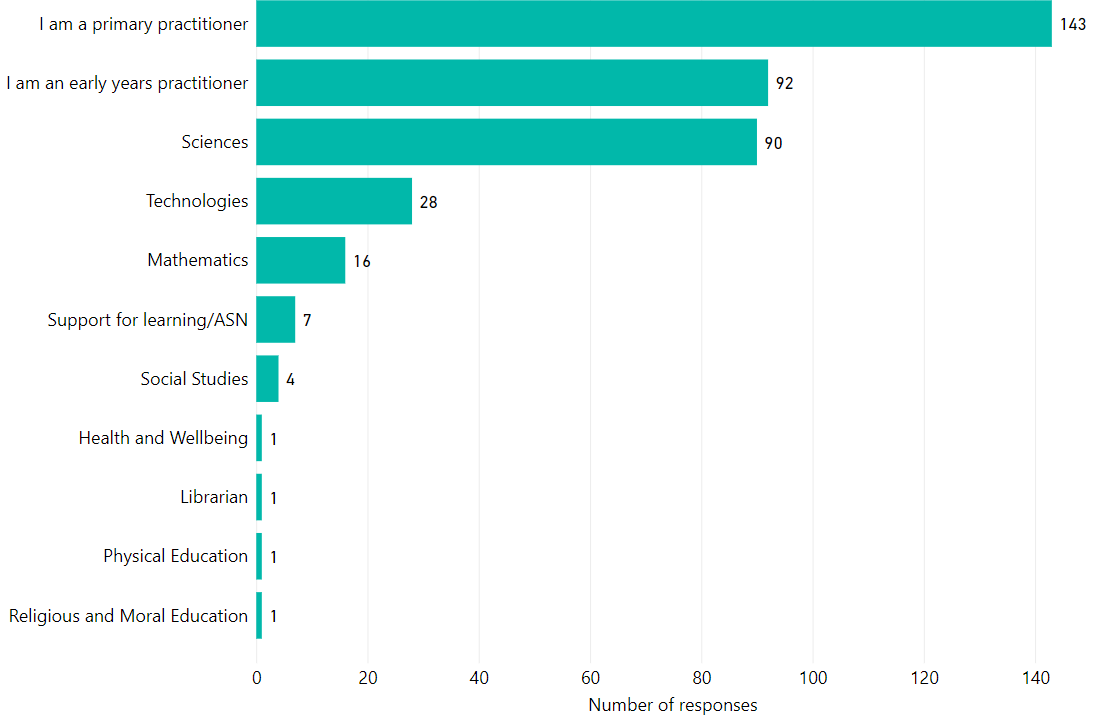 I am a primary practitioner 143
I am an early years practitioner 92
Sciences 90
Technologies 28
Mathematics 16
Support for learning/ASN 7
Social Studies 4
Health and Wellbeing 1
Librarian 1
Physical Education 1
Religious and Moral Education 1
0 20 40 60 80 100 120 140
Number of responses